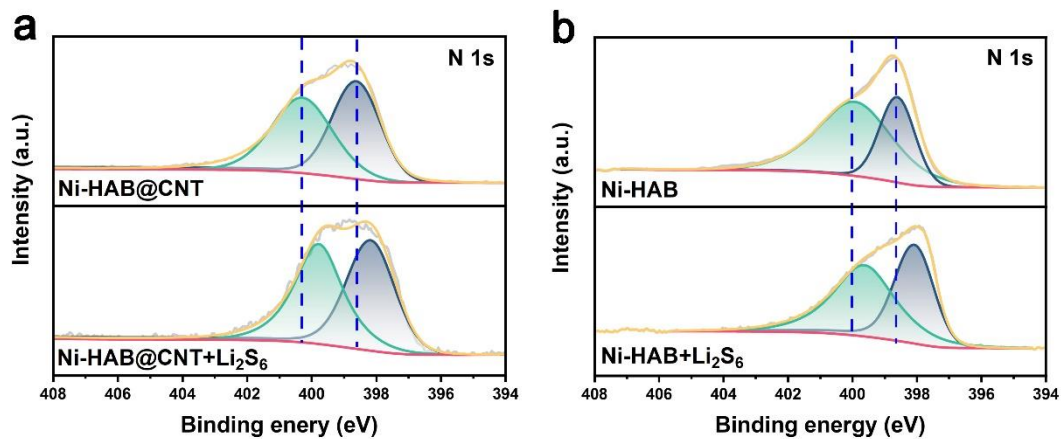 a
N 1s
Ni-HAB@CNT
Ni-HAB@CNT+Li₂S₆
Intensity (a.u.)
408 406 404 402 400 398 396 394
Binding enery (eV)
b
N 1s
Ni-HAB
Ni-HAB+Li₂S₆
Intensity (a.u.)
408 406 404 402 400 398 396 394
Binding energy (eV)